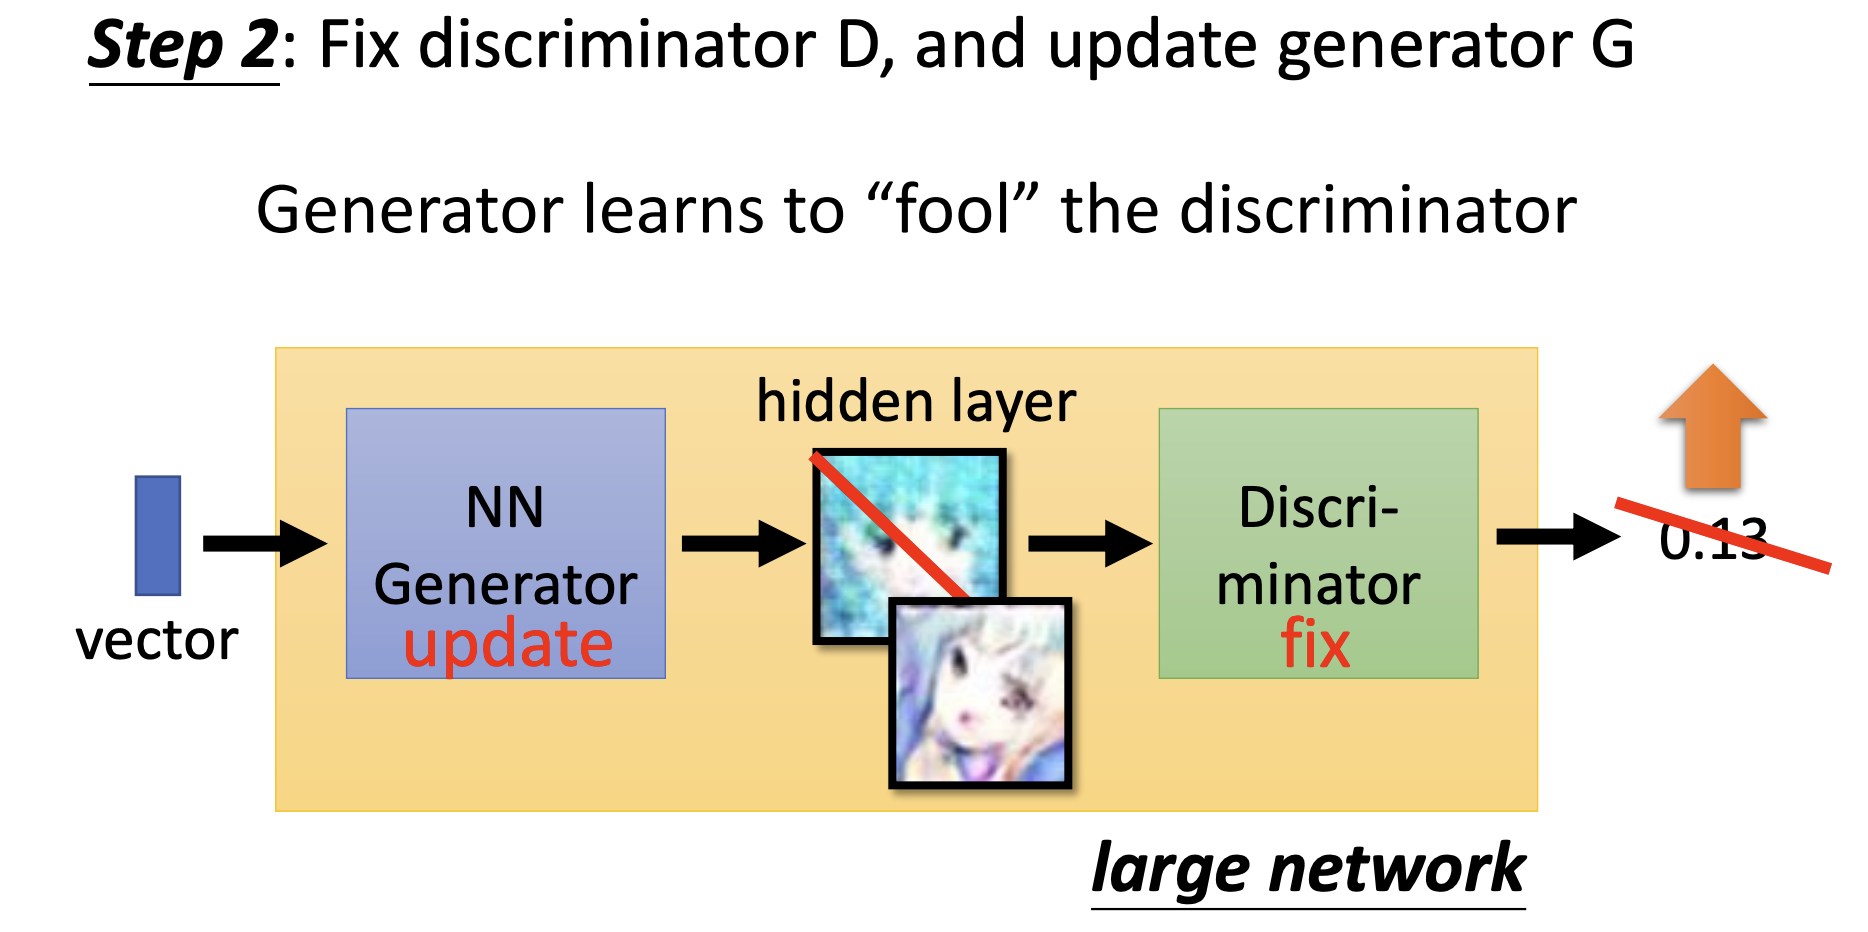 Step 2: Fix discriminator D, and update generator G
Generator learns to “fool” the discriminator
hidden layer
NN
Generator
update
Discri-
minator
fix
vector
0.13
large network